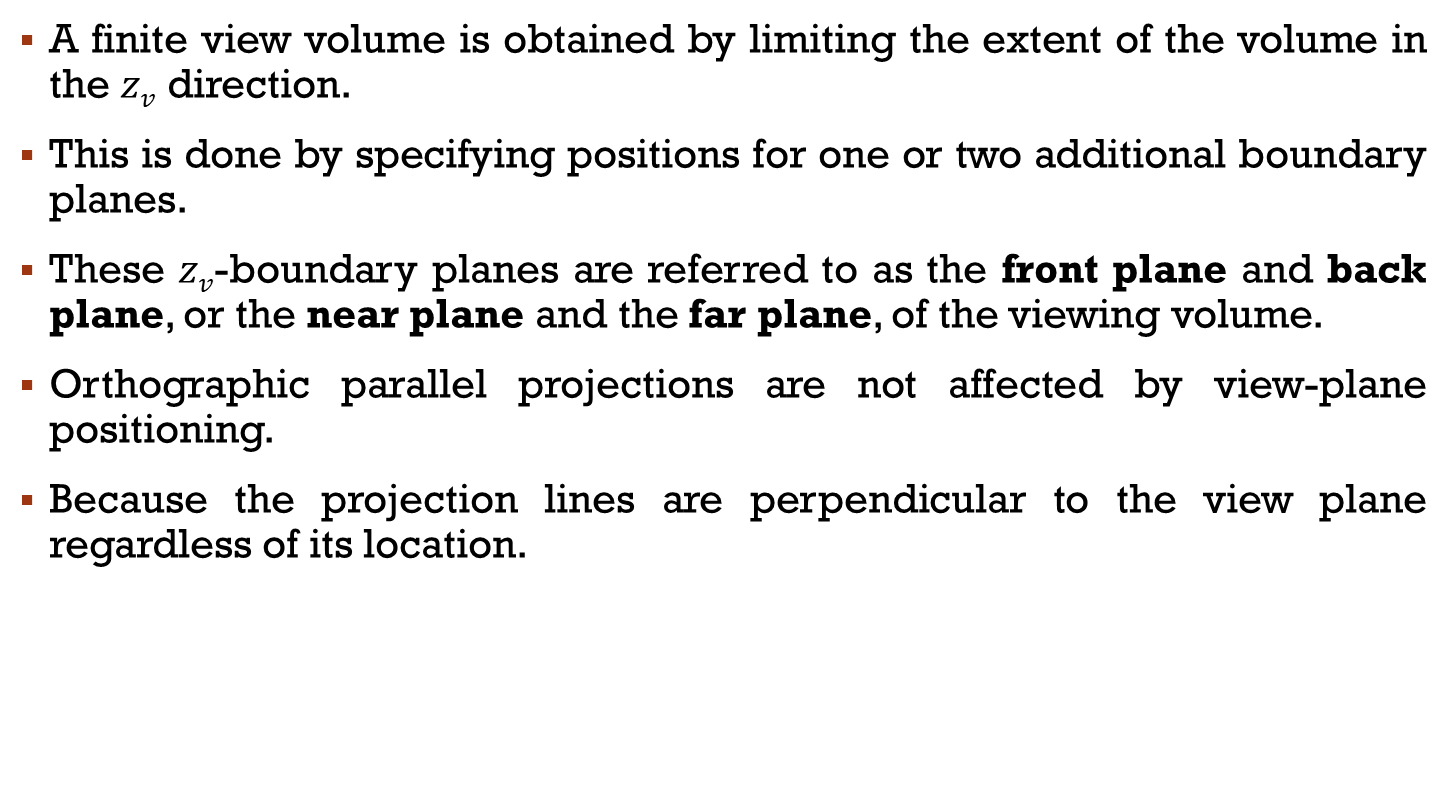 ▪ A finite view volume is obtained by limiting the extent of the volume in
the 𝑧ᵥ direction.
▪ This is done by specifying positions for one or two additional boundary
planes.
▪ These 𝑧ᵥ-boundary planes are referred to as the front plane and back
plane, or the near plane and the far plane, of the viewing volume.
▪ Orthographic parallel projections are not affected by view-plane
positioning.
▪ Because the projection lines are perpendicular to the view plane
regardless of its location.